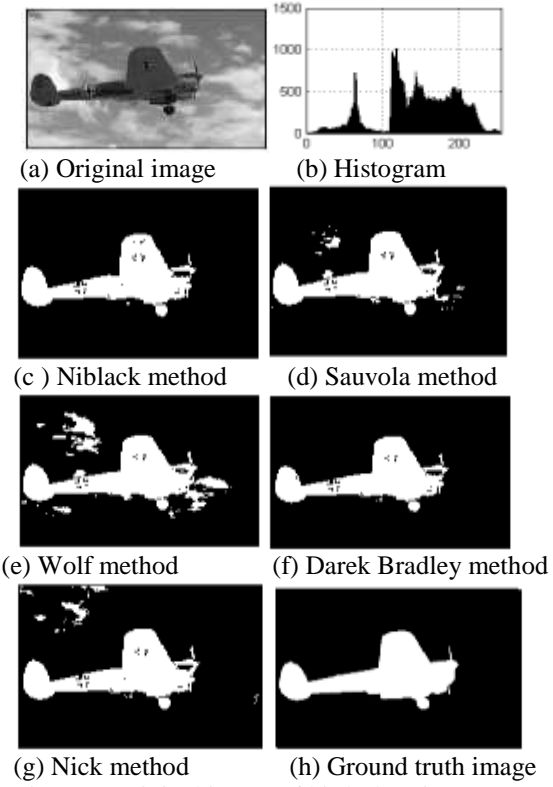 1500
1000
500
0
0 100 200
(a) Original image (b) Histogram
(c ) Niblack method (d) Sauvola method
(e) Wolf method (f) Darek Bradley method
(g) Nick method (h) Ground truth image